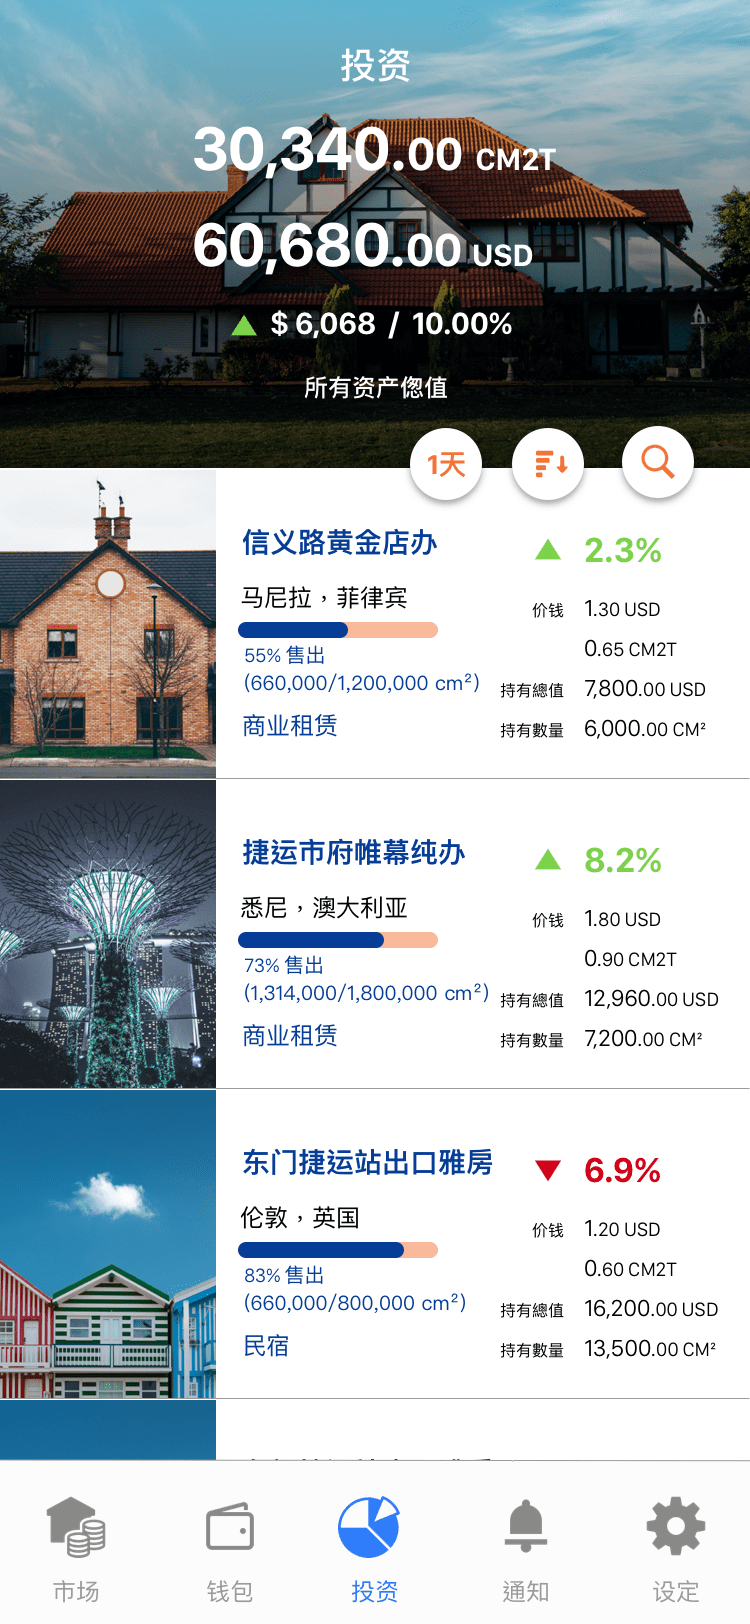 投资
30,340.00 CM2T
60,680.00 USD
$ 6,068 / 10.00%
所有资产偬值
1天
信义路黄金店办
2.3%
马尼拉，菲律宾
价钱 1.30 USD
0.65 CM2T
55% 售出
(660,000/1,200,000 cm²)
持有總值 7,800.00 USD
商业租赁
持有數量 6,000.00 CM²
捷运市府帷幕纯办
8.2%
悉尼，澳大利亚
价钱 1.80 USD
0.90 CM2T
73% 售出
(1,314,000/1,800,000 cm²)
持有總值 12,960.00 USD
商业租赁
持有數量 7,200.00 CM²
东门捷运站出口雅房
6.9%
伦敦，英国
价钱 1.20 USD
0.60 CM2T
83% 售出
(660,000/800,000 cm²)
持有總值 16,200.00 USD
民宿
持有數量 13,500.00 CM²
市场 钱包 投资 通知 设定